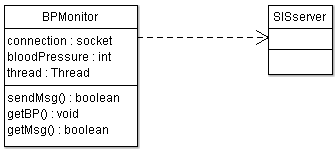 BPMonitor
connection : socket
bloodPressure : int
thread : Thread
sendMsg() : boolean
getBP() : void
getMsg() : boolean
SISserver